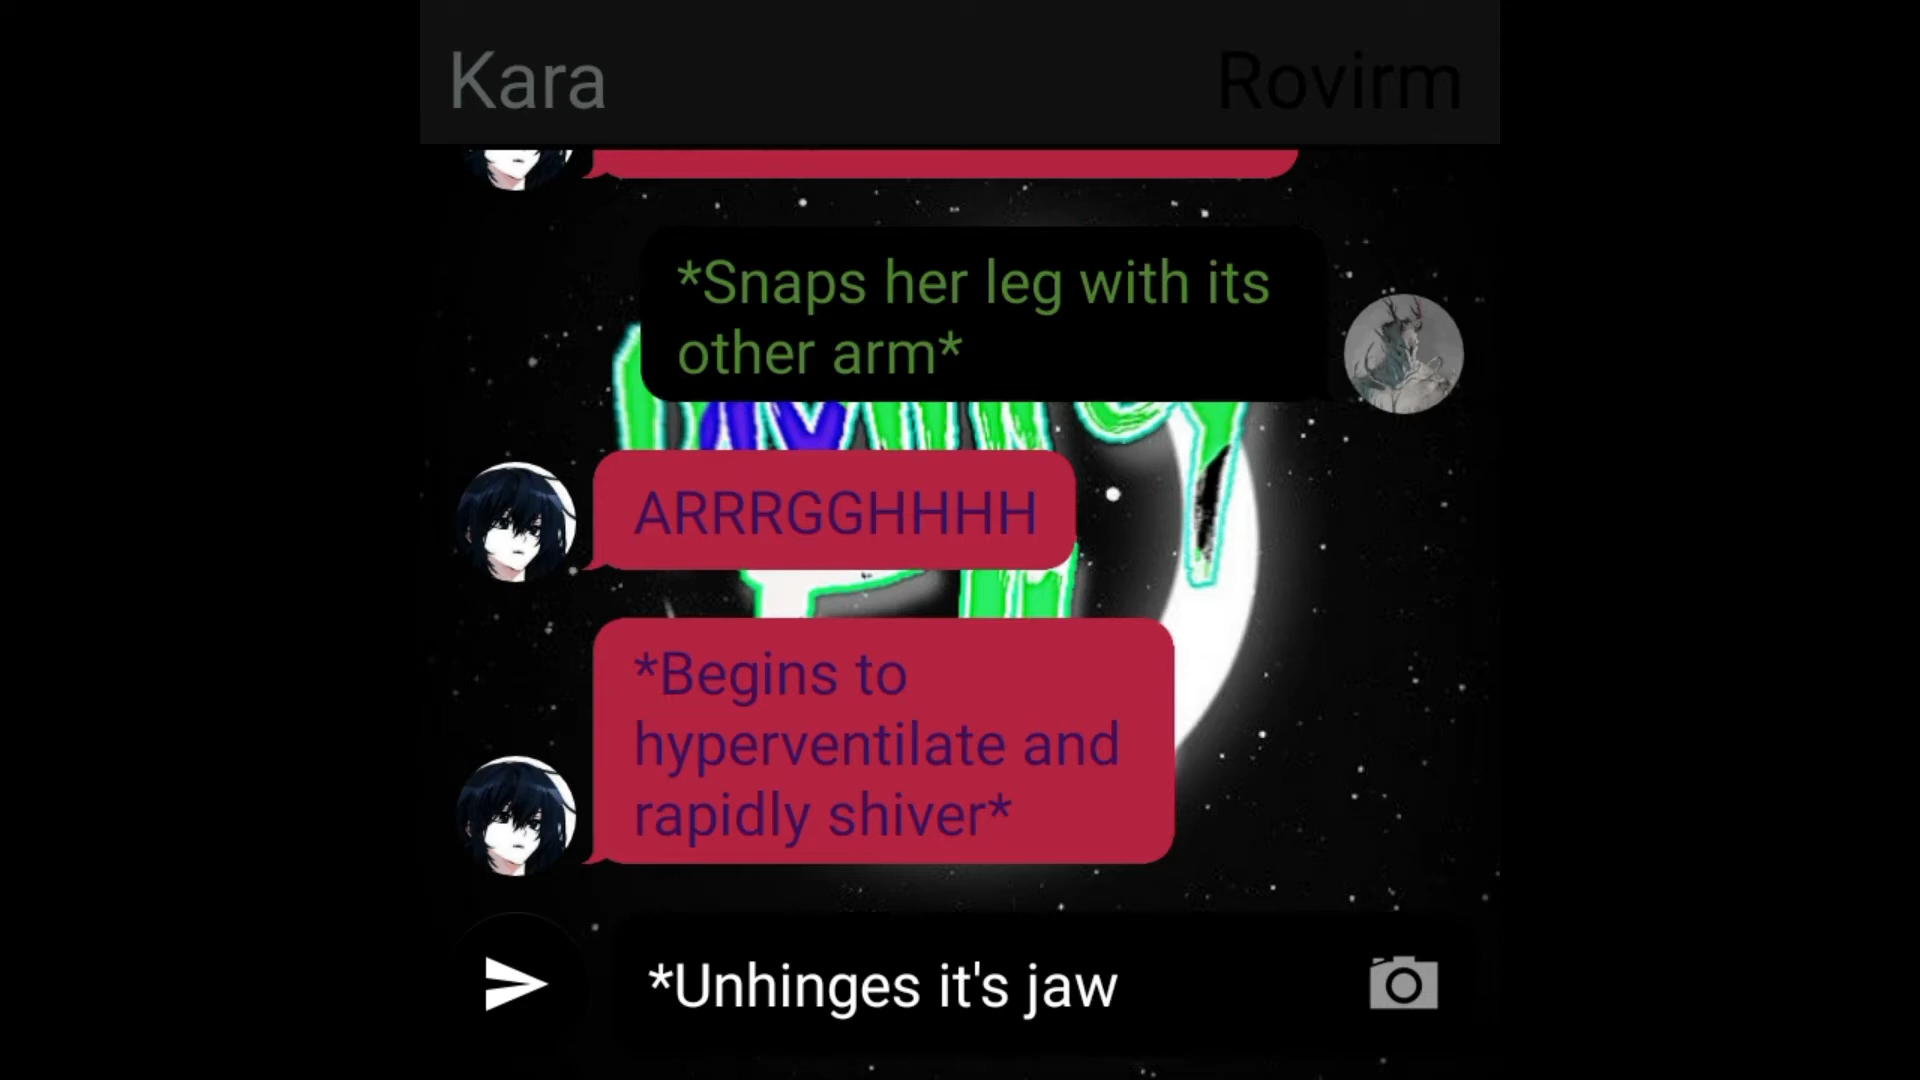 Kara
Rovirm
*Snaps her leg with its
other arm*
ARRRGGHHHH
*Begins to
hyperventilate and
rapidly shiver*
*Unhinges it's jaw